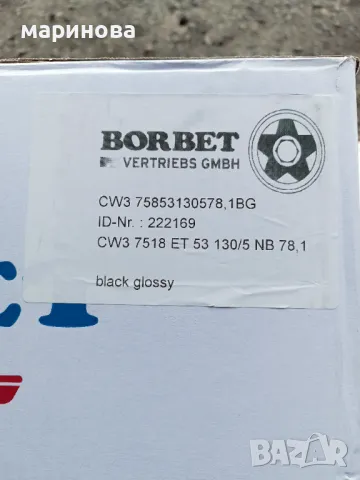 маринова
BORBET
VERTRIEBS GMBH
CW3 75853130578,1BG
ID-Nr. : 222169
CW3 7518 ET 53 130/5 NB 78,1
black glossy
BAZAR